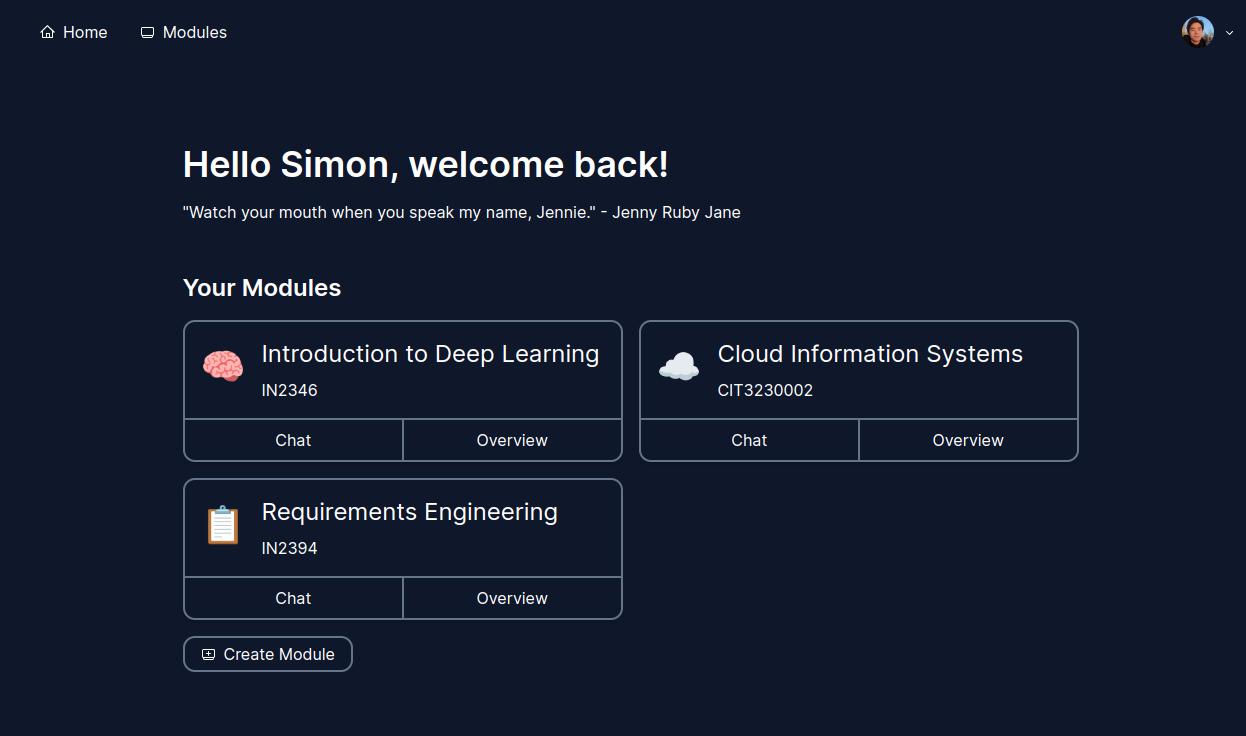 Home Modules
Hello Simon, welcome back!
"Watch your mouth when you speak my name, Jennie." - Jenny Ruby Jane
Your Modules
Introduction to Deep Learning
IN2346
Chat Overview
Cloud Information Systems
CIT3230002
Chat Overview
Requirements Engineering
IN2394
Chat Overview
Create Module